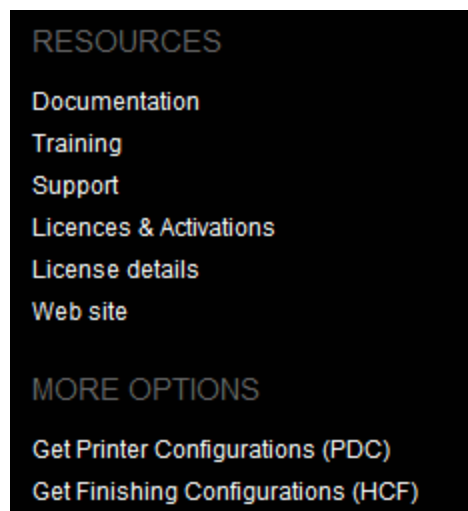 RESOURCES
Documentation
Training
Support
Licences & Activations
License details
Web site
MORE OPTIONS
Get Printer Configurations (PDC)
Get Finishing Configurations (HCF)